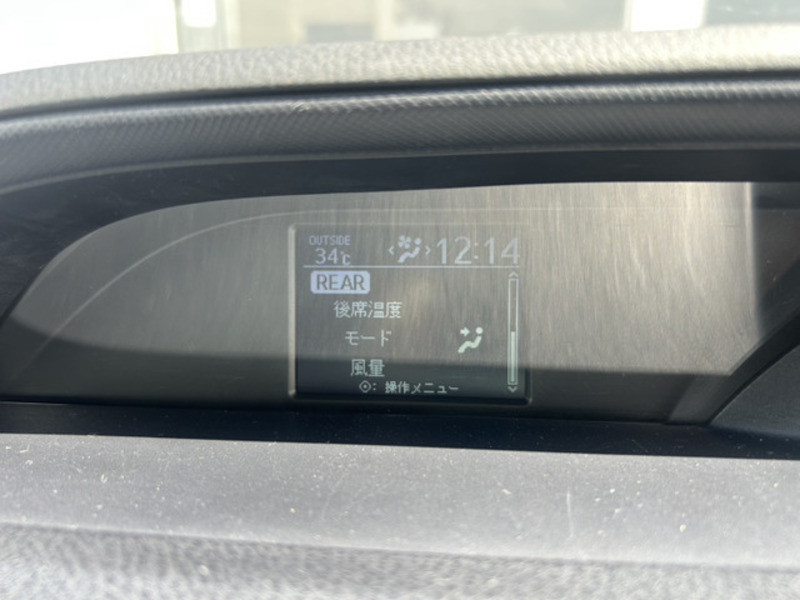 OUTSIDE
34℃ 12:14
REAR
後席温度
モード
風量
操作メニュー